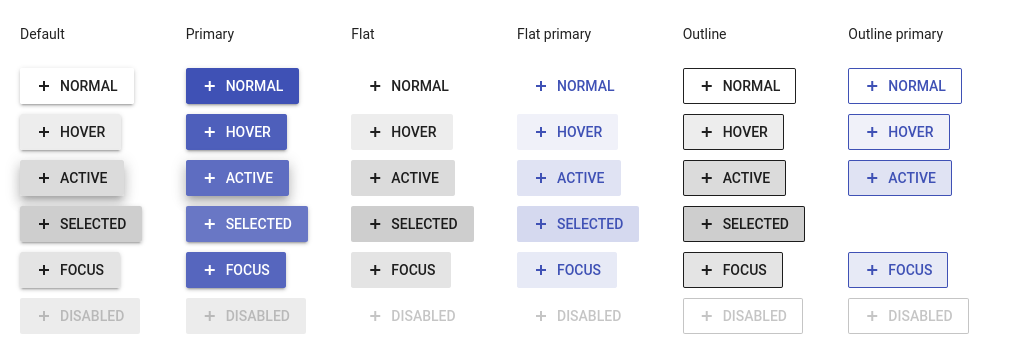 Default Primary Flat Flat primary Outline Outline primary
+ NORMAL + NORMAL + NORMAL + NORMAL + NORMAL + NORMAL
+ HOVER + HOVER + HOVER + HOVER + HOVER + HOVER
+ ACTIVE + ACTIVE + ACTIVE + ACTIVE + ACTIVE + ACTIVE
+ SELECTED + SELECTED + SELECTED + SELECTED + SELECTED
+ FOCUS + FOCUS + FOCUS + FOCUS + FOCUS + FOCUS
+ DISABLED + DISABLED + DISABLED + DISABLED + DISABLED + DISABLED